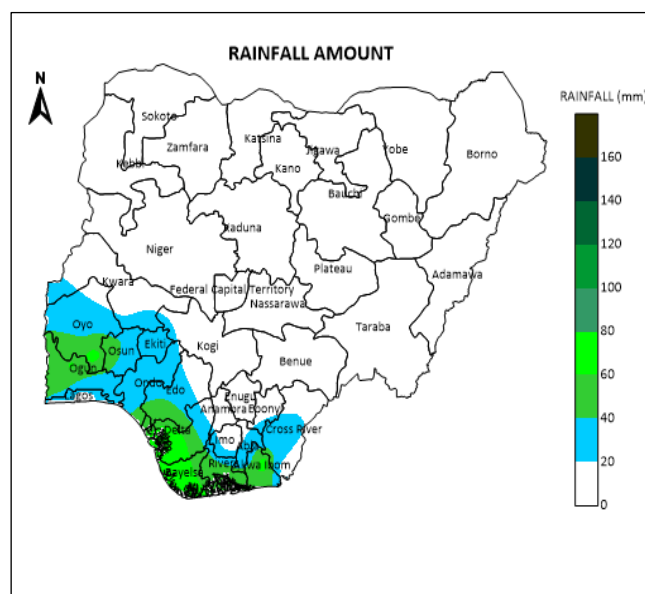 RAINFALL AMOUNT
N
RAINFALL (mm)
Sokoto
Katsina
Zamfara
Jigawa
Yobe
Borno
Kebbi
Kano
Bauchi
Gombe
Kaduna
Niger
Plateau
Adamawa
Kwara
Federal Capital Territory
Nassarawa
Taraba
Oyo
Osun
Ekiti
Kogi
Benue
Ogun
Ondo
Edo
Lagos
Enugu
Anambra
Ebony
Cross River
Delta
Imo
Abia
Rivers
Akwa Ibom
Bayelse
160
140
120
100
80
60
40
20
0